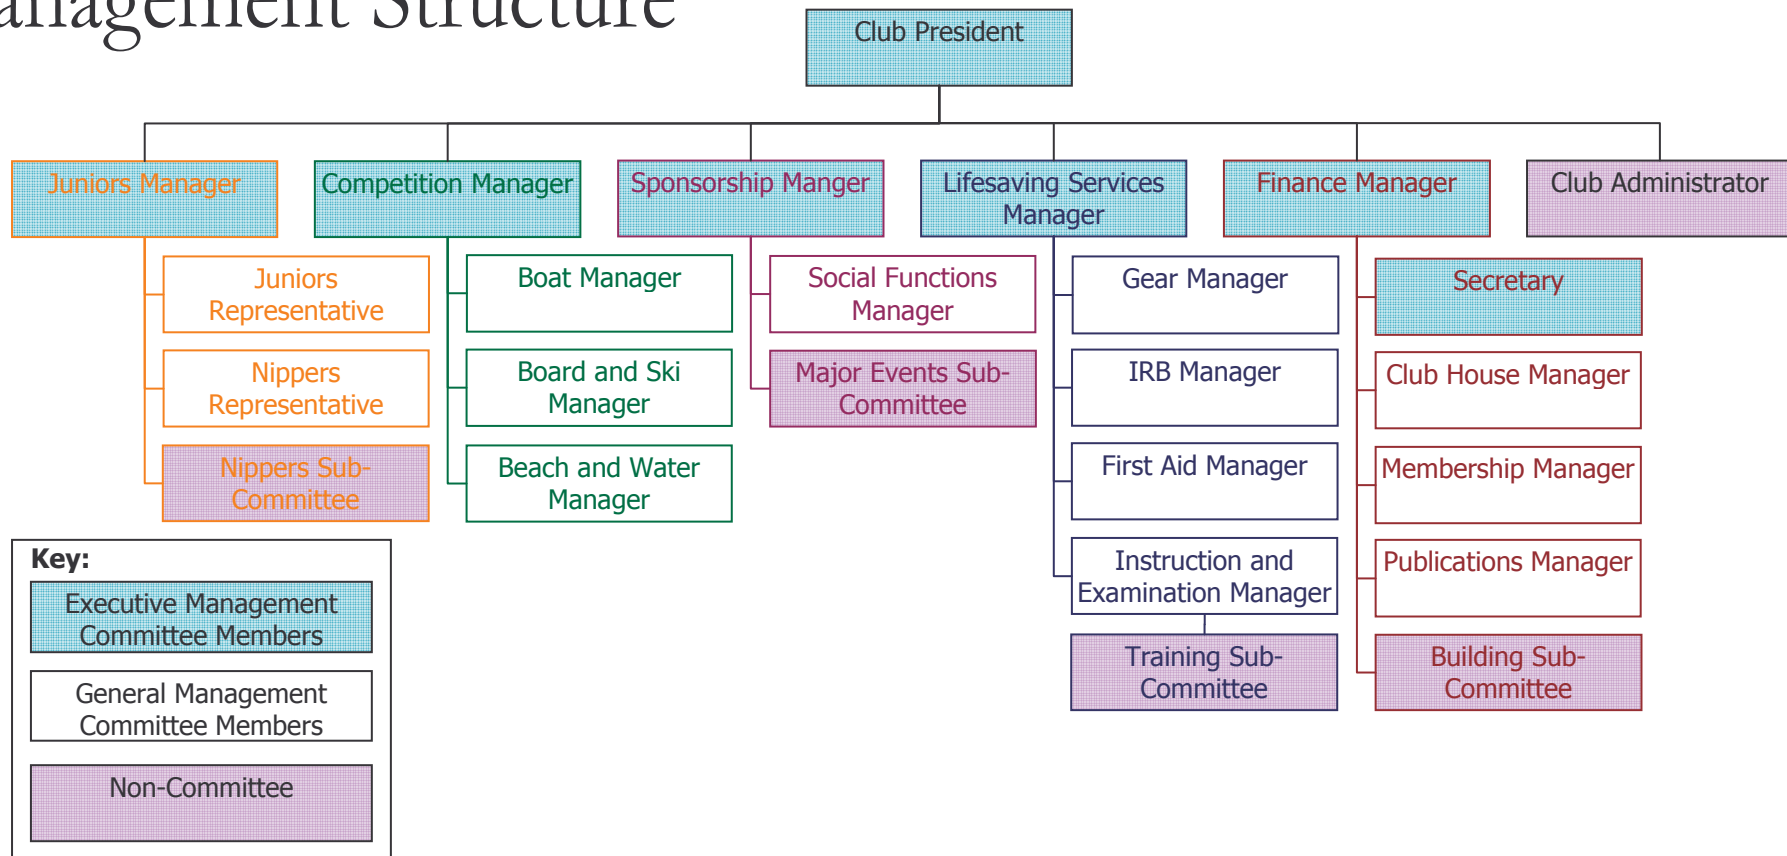 anagement Structure
Club President
Juniors Manager
Competition Manager
Sponsorship Manger
Lifesaving Services
Manager
Finance Manager
Club Administrator
Juniors
Representative
Nippers
Representative
Nippers Sub-
Committee
Boat Manager
Board and Ski
Manager
Beach and Water
Manager
Social Functions
Manager
Major Events Sub-
Committee
Gear Manager
IRB Manager
First Aid Manager
Instruction and
Examination Manager
Training Sub-
Committee
Secretary
Club House Manager
Membership Manager
Publications Manager
Building Sub-
Committee
Key:
Executive Management
Committee Members
General Management
Committee Members
Non-Committee